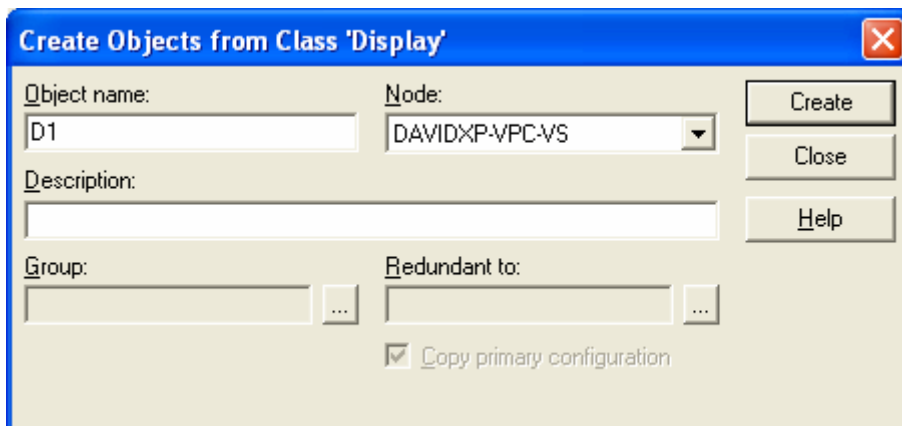 Create Objects from Class 'Display'
Object name:
Node:
Create
D1
DAVIDXP-VPC-VS
Close
Description:
Help
Group:
Redundant to:
...
...
Copy primary configuration